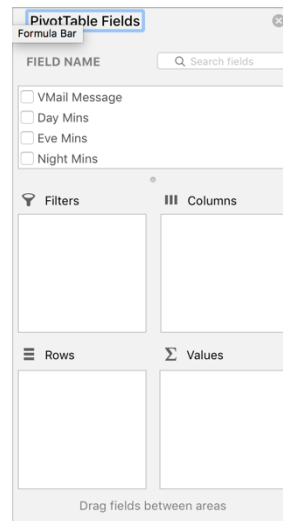 PivotTable Fields
Formula Bar
FIELD NAME
Search fields
VMail Message
Day Mins
Eve Mins
Night Mins
Filters
Columns
Rows
Σ Values
Drag fields between areas